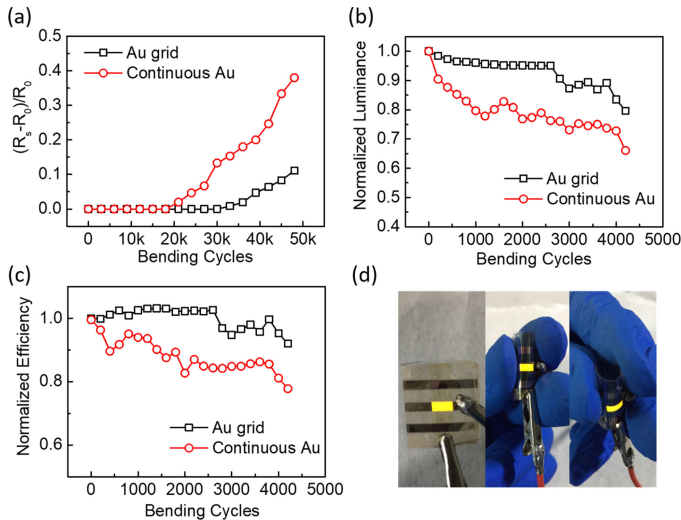 (a)
(Rs-R0)/R0
0.5
0.4
0.3
0.2
0.1
0.0
Au grid
Continuous Au
0 10k 20k 30k 40k 50k
Bending Cycles
(b)
Normalized Luminance
1.0
0.9
0.8
0.7
0.6
0.5
0.4
Au grid
Continuous Au
0 1000 2000 3000 4000 5000
Bending Cycles
(c)
Normalized Efficiency
1.0
0.8
0.6
Au grid
Continuous Au
0 1000 2000 3000 4000 5000
Bending Cycles
(d)